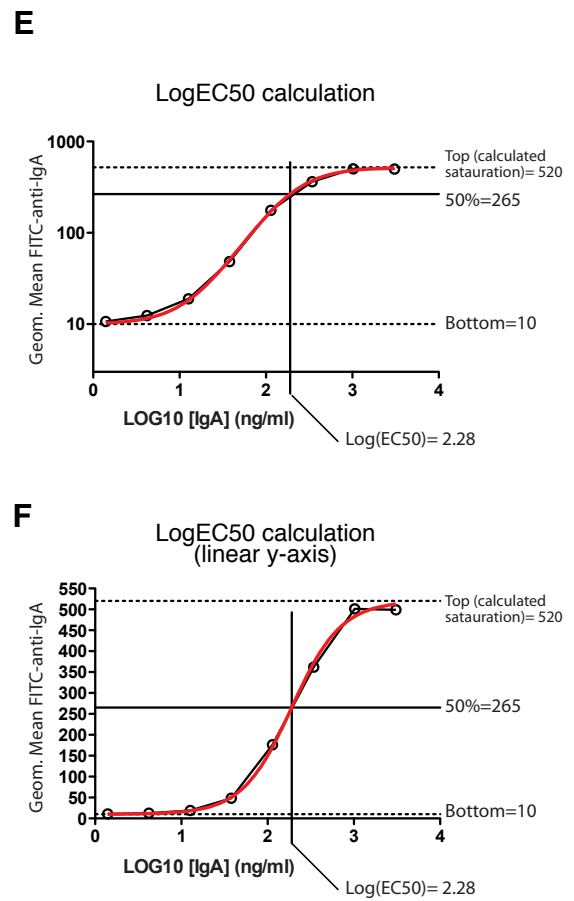 E
LogEC50 calculation
Geom. Mean FITC-anti-IgA
1000
100
10
Top (calculated
satauration)= 520
50%=265
Bottom=10
0 1 2 3 4
LOG10 [IgA] (ng/ml)
Log(EC50)= 2.28
F
LogEC50 calculation
(linear y-axis)
Geom. Mean FITC-anti-IgA
550
500
450
400
350
300
250
200
150
100
50
0
Top (calculated
satauration)= 520
50%=265
Bottom=10
0 1 2 3 4
LOG10 [IgA] (ng/ml)
Log(EC50)= 2.28